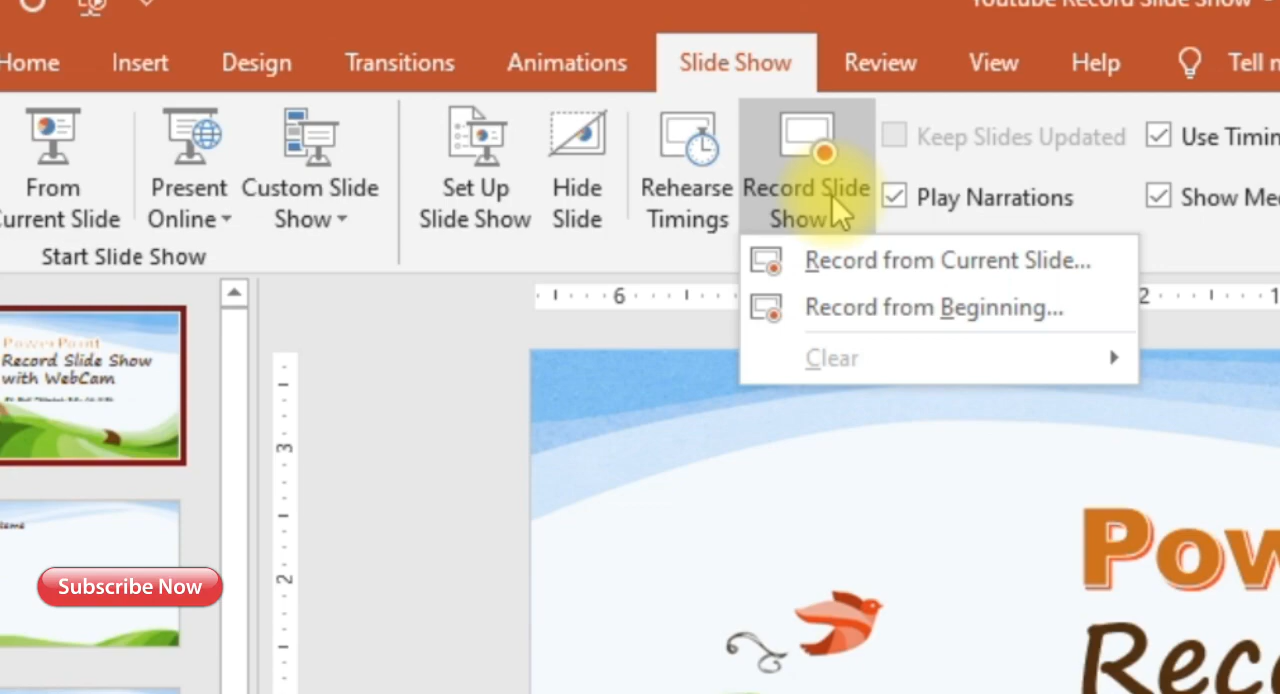 Youtube Record Slide Show
Home Insert Design Transitions Animations Slide Show Review View Help Tell
From
Current Slide
Present
Online
Custom Slide
Show
Start Slide Show
Set Up
Slide Show
Hide
Slide
Rehearse
Timings
Record Slide
Show
Keep Slides Updated
Play Narrations
Use Timin
Show Me
Record from Current Slide...
Record from Beginning...
Clear
6
2
1
3
2
PowerPoint
Record Slide Show
with WebCam
Subscribe Now
Pow
Rec